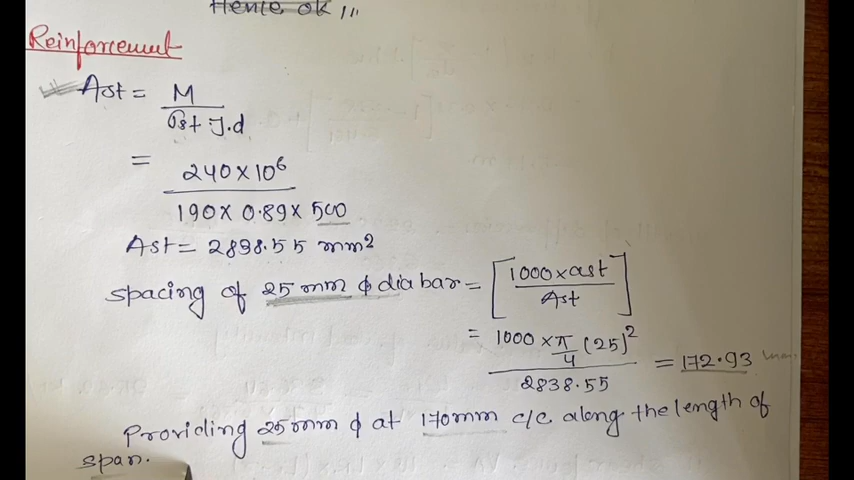 Hence ok ,,,
Reinforcement
Ast = M / σst J.d
= 240 x 10⁶ / 190 x 0.89 x 500
Ast = 2838.55 mm²
spacing of 25 mm ϕ dia bar = [1000 x ast / Ast]
= 1000 x π/4 (25)² / 2838.55 = 172.93 mm
Providing 25 mm ϕ at 170mm c/c along the length of
span.